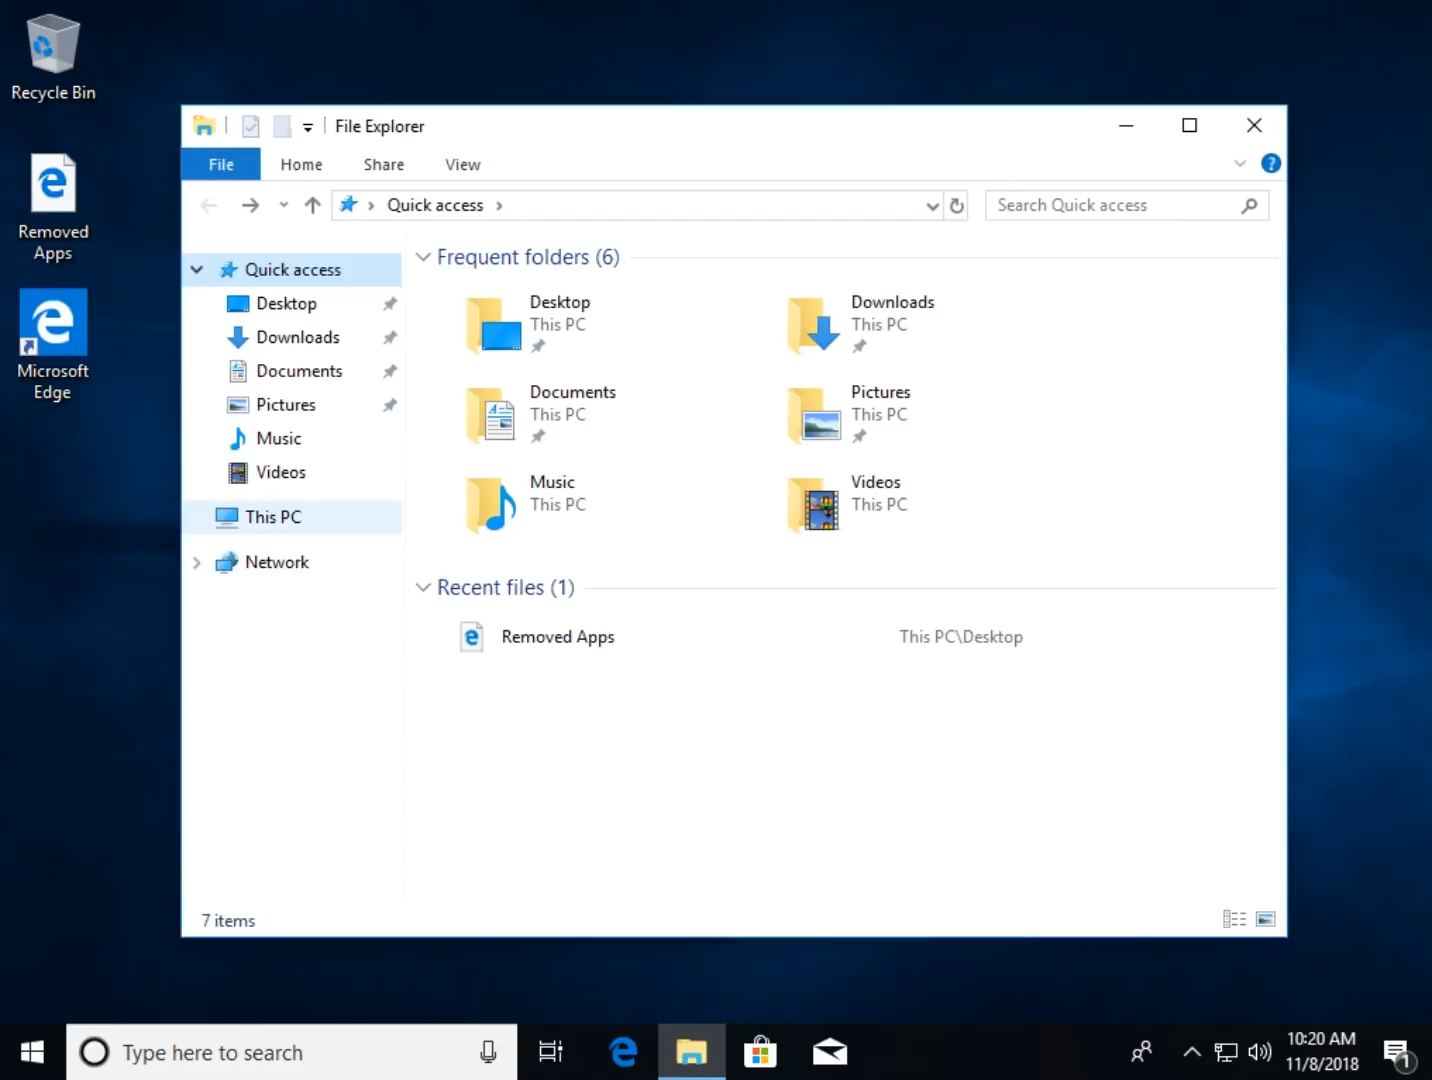 Recycle Bin
Removed
Apps
Microsoft
Edge
File Explorer
File
Home
Share
View
?
Quick access
Search Quick access
Quick access
Desktop
Downloads
Documents
Pictures
Music
Videos
This PC
Network
Frequent folders (6)
Desktop
This PC
Downloads
This PC
Documents
This PC
Pictures
This PC
Music
This PC
Videos
This PC
Recent files (1)
Removed Apps
This PC\Desktop
7 items
Type here to search
10:20 AM
11/8/2018
1